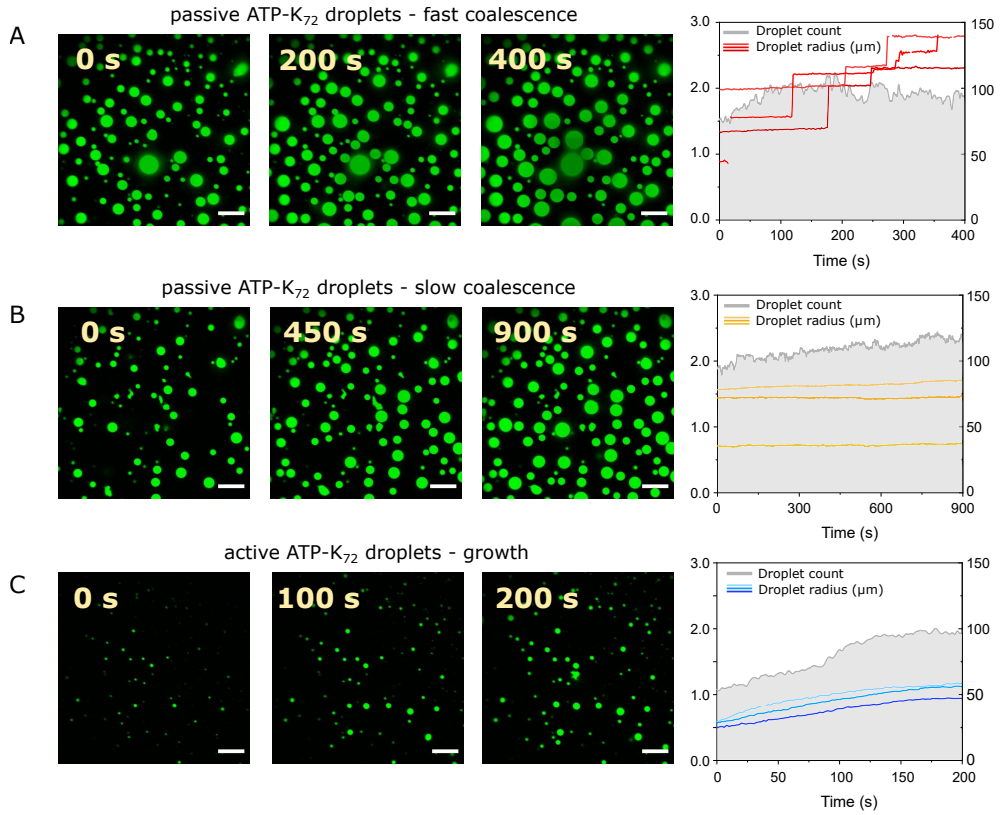 A
passive ATP-K72 droplets - fast coalescence
0 s
200 s
400 s
Droplet count
Droplet radius (µm)
3.0
2.0
1.0
0.0
150
100
50
0
0
100
200
300
400
Time (s)
B
passive ATP-K72 droplets - slow coalescence
0 s
450 s
900 s
Droplet count
Droplet radius (µm)
3.0
2.0
1.0
0.0
150
100
50
0
0
300
600
900
Time (s)
C
active ATP-K72 droplets - growth
0 s
100 s
200 s
Droplet count
Droplet radius (µm)
3.0
2.0
1.0
0.0
150
100
50
0
0
50
100
150
200
Time (s)